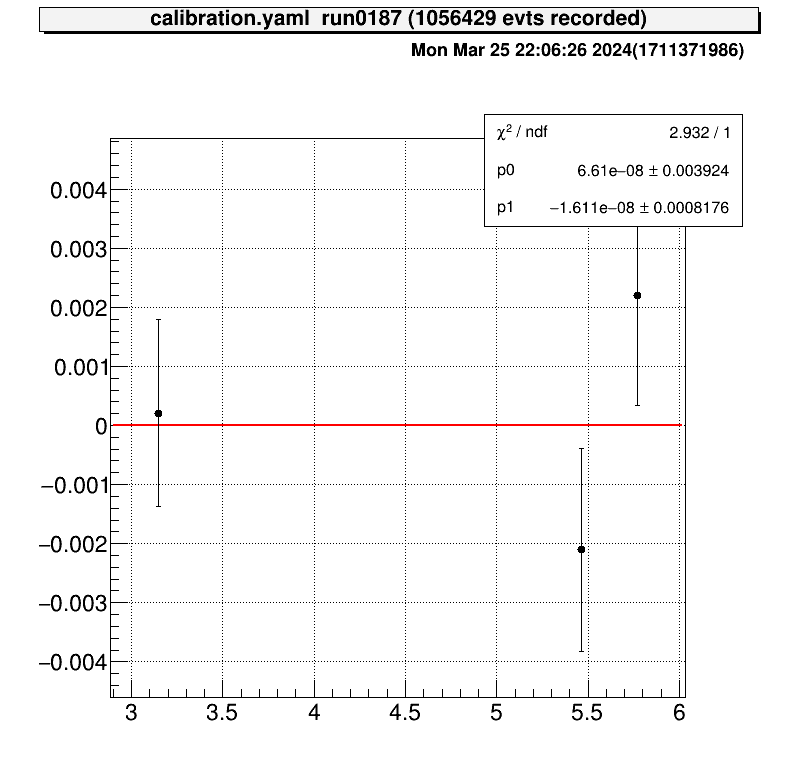 calibration.yaml  run0187 (1056429 evts recorded)
Mon Mar 25 22:06:26 2024(1711371986)
χ² / ndf 2.932 / 1
p0 6.61e−08 ± 0.003924
p1 −1.611e−08 ± 0.0008176
0.004
0.003
0.002
0.001
0
−0.001
−0.002
−0.003
−0.004
3 3.5 4 4.5 5 5.5 6